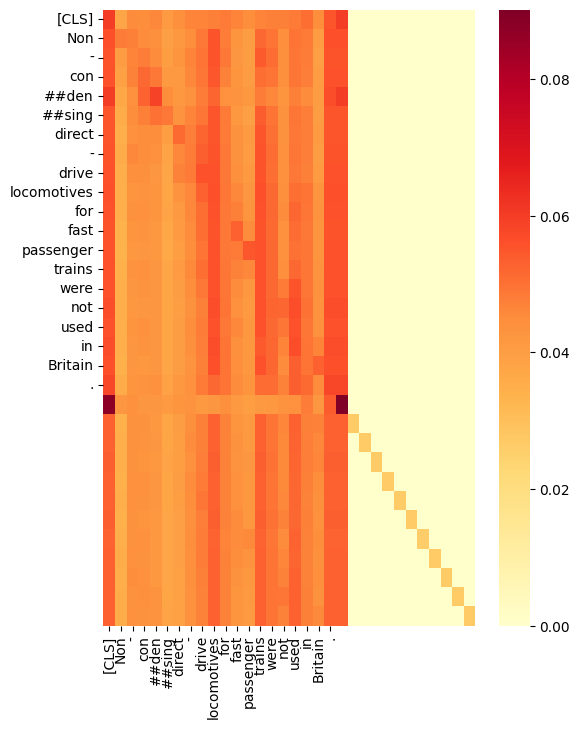 [CLS]
Non
-
con
##den
##sing
direct
-
drive
locomotives
for
fast
passenger
trains
were
not
used
in
Britain
.
0.08
0.06
0.04
0.02
0.00
[CLS]
Non
-
con
##den
##sing
direct
-
drive
locomotives
for
fast
passenger
trains
were
not
used
in
Britain
.